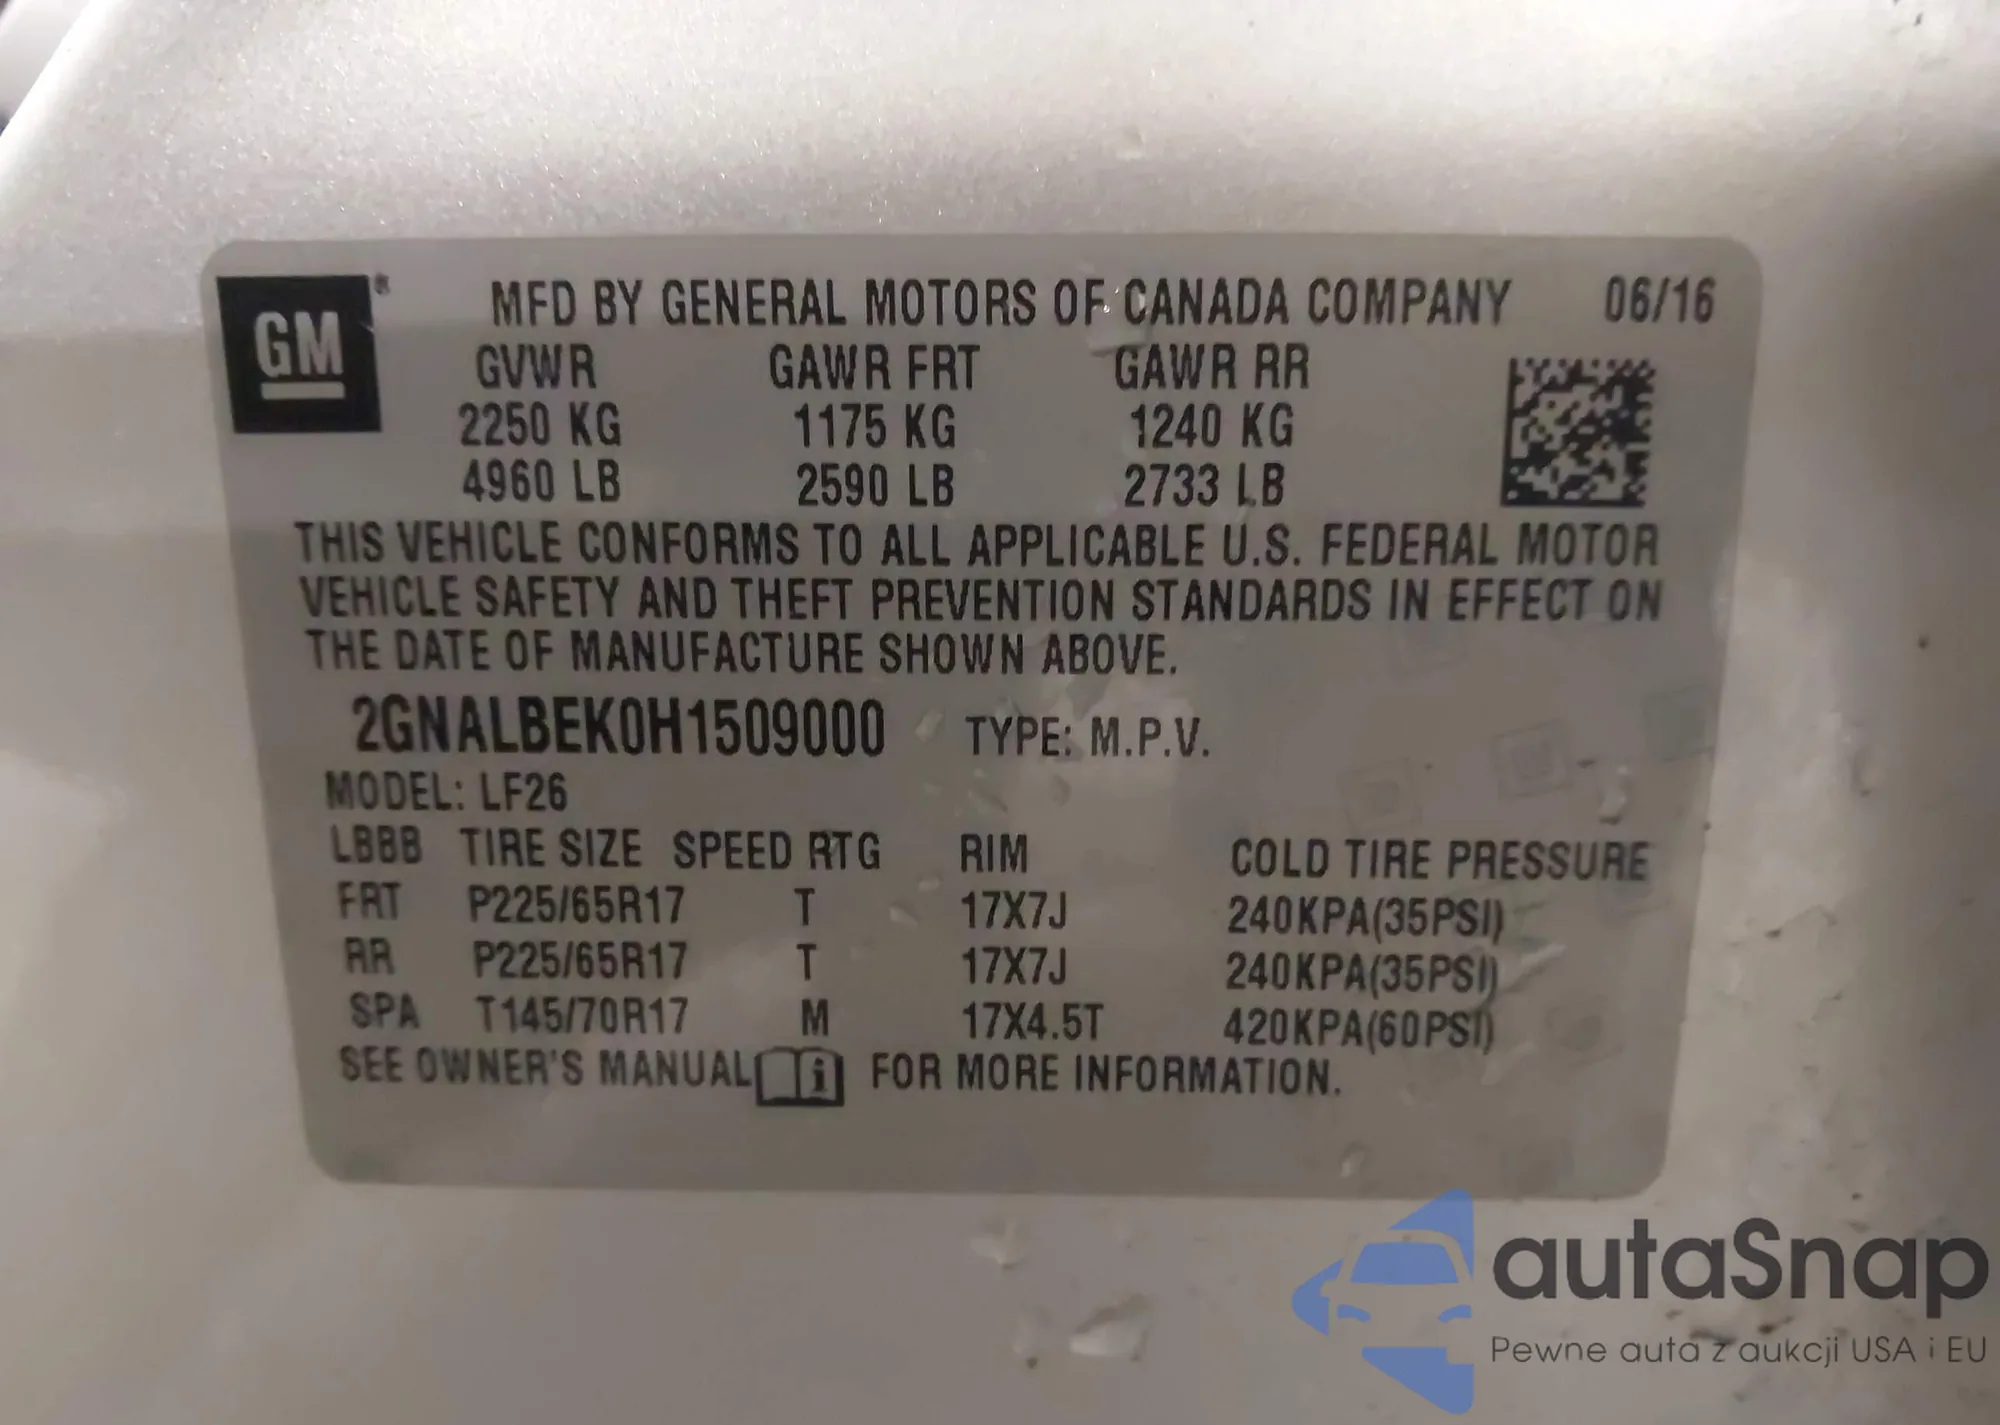 GM ® MFD BY GENERAL MOTORS OF CANADA COMPANY 06/16
GVWR GAWR FRT GAWR RR
2250 KG 1175 KG 1240 KG
4960 LB 2590 LB 2733 LB
THIS VEHICLE CONFORMS TO ALL APPLICABLE U.S. FEDERAL MOTOR
VEHICLE SAFETY AND THEFT PREVENTION STANDARDS IN EFFECT ON
THE DATE OF MANUFACTURE SHOWN ABOVE.
2GNALBEK0H1509000 TYPE: M.P.V.
MODEL: LF26
LBBB TIRE SIZE SPEED RTG RIM COLD TIRE PRESSURE
FRT P225/65R17 T 17X7J 240KPA(35PSI)
RR P225/65R17 T 17X7J 240KPA(35PSI)
SPA T145/70R17 M 17X4.5T 420KPA(60PSI)
SEE OWNER'S MANUAL i FOR MORE INFORMATION.
autaSnap
Pewne auta z aukcji USA i EU